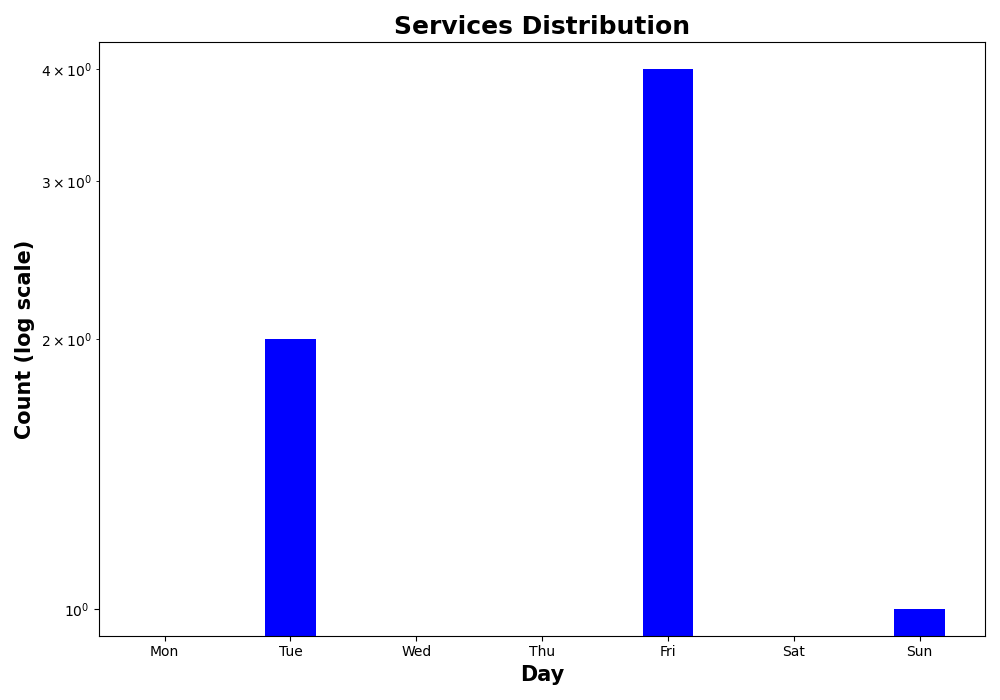 Services Distribution
4 × 10⁰
3 × 10⁰
2 × 10⁰
10⁰
Count (log scale)
Mon Tue Wed Thu Fri Sat Sun
Day